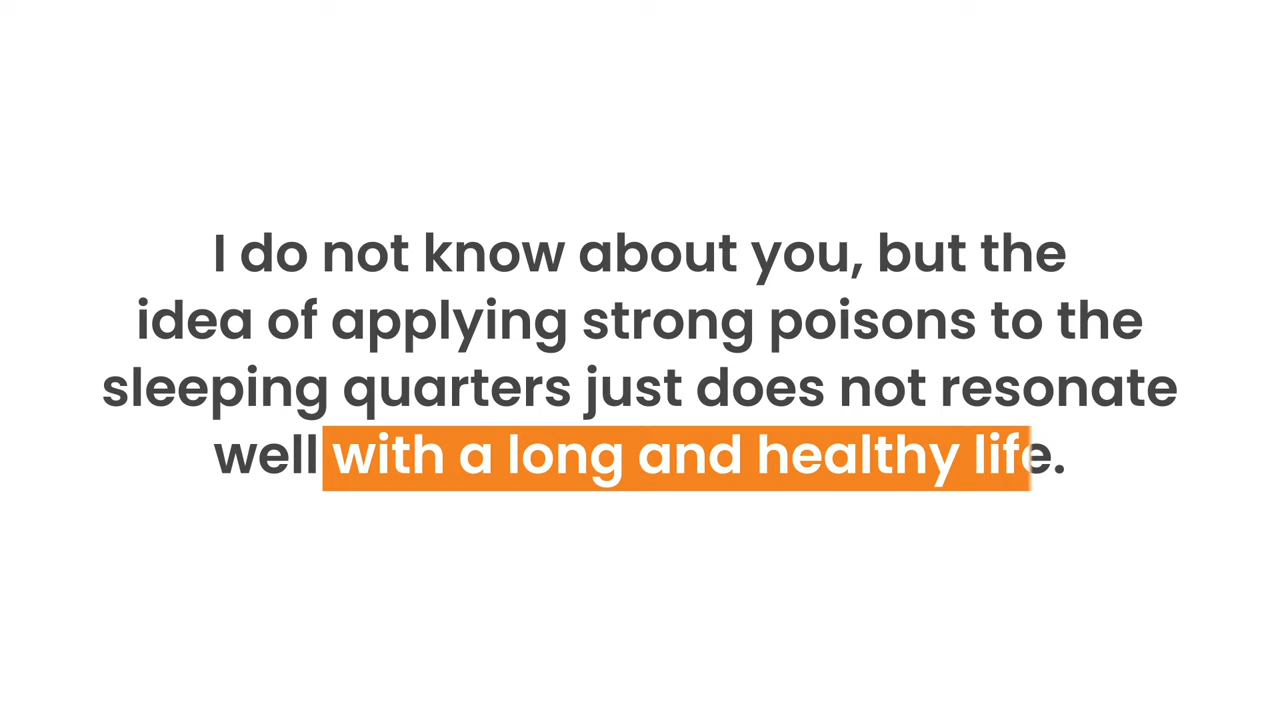 I do not know about you, but the
idea of applying strong poisons to the
sleeping quarters just does not resonate
well with a long and healthy life.